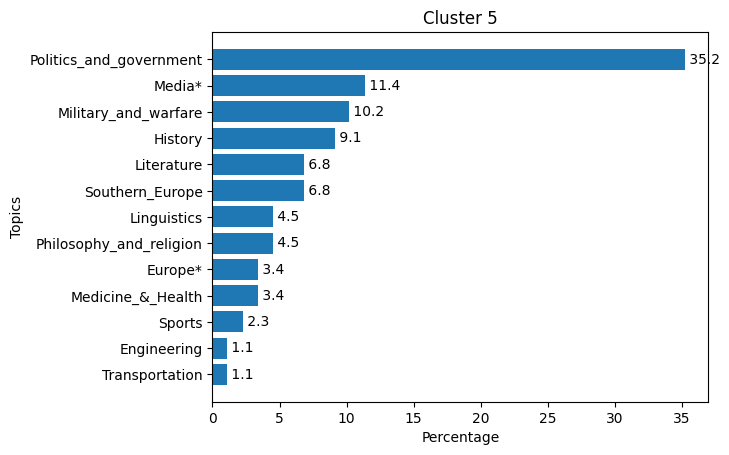 Cluster 5
Politics_and_government 35.2
Media* 11.4
Military_and_warfare 10.2
History 9.1
Literature 6.8
Southern_Europe 6.8
Linguistics 4.5
Philosophy_and_religion 4.5
Europe* 3.4
Medicine_&_Health 3.4
Sports 2.3
Engineering 1.1
Transportation 1.1
Topics
0 5 10 15 20 25 30 35
Percentage